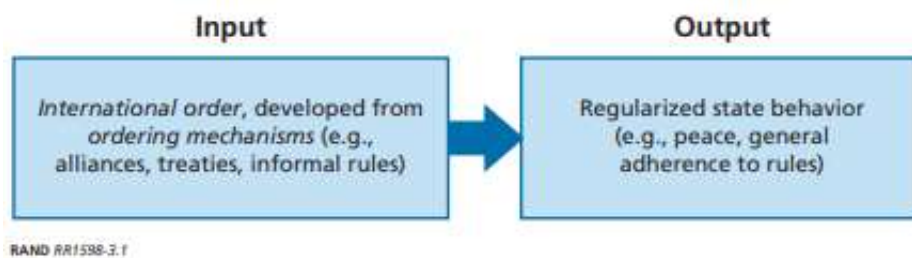 Input
International order, developed from
ordering mechanisms (e.g.,
alliances, treaties, informal rules)
Output
Regularized state behavior
(e.g., peace, general
adherence to rules)
RAND RR1598-3.1